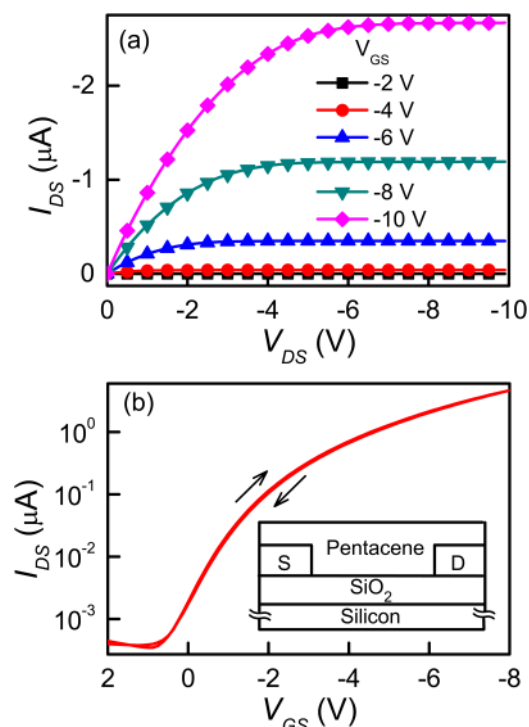 (a)
V_GS
-2 V
-4 V
-6 V
-8 V
-10 V
-2
-1
0
I_DS (μA)
0 -2 -4 -6 -8 -10
V_DS (V)
(b)
10^0
10^-1
10^-2
10^-3
I_DS (μA)
S Pentacene D
SiO_2
Silicon
2 0 -2 -4 -6 -8
V_GS (V)